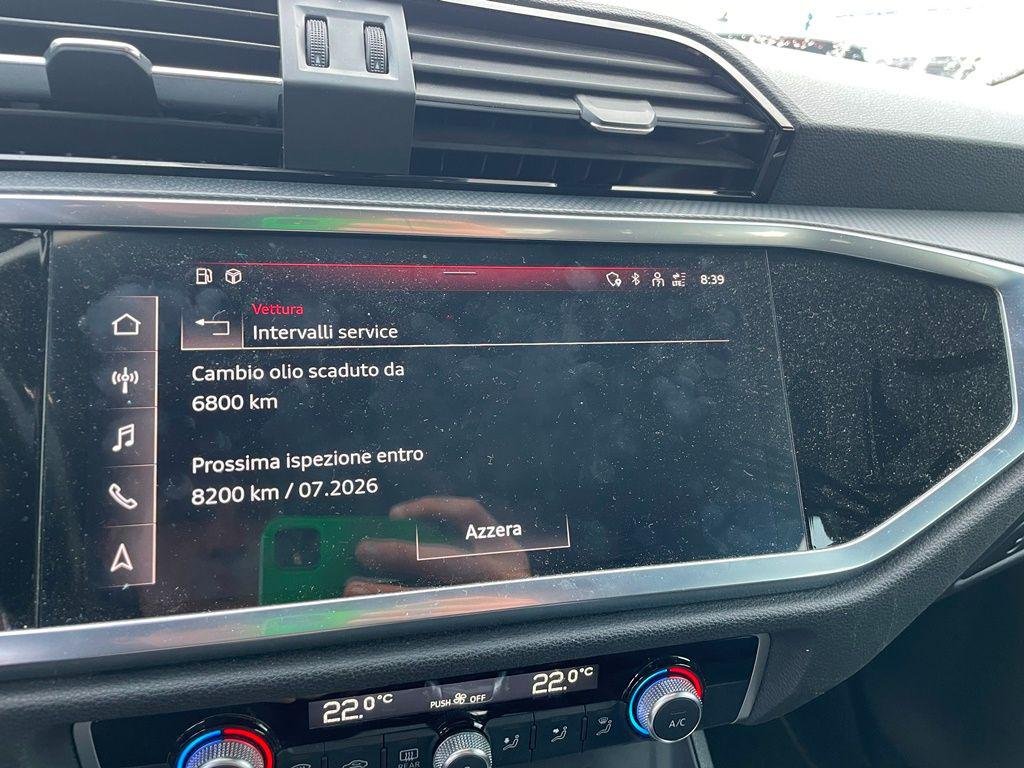 8:39
Vettura
Intervalli service
Cambio olio scaduto da
6800 km
Prossima ispezione entro
8200 km / 07.2026
Azzera
22.0°C
PUSH OFF
22.0°C
A/C
REAR